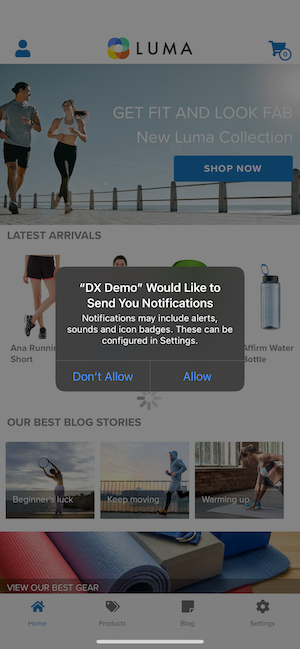 LUMA
0
GET FIT AND LOOK FAB
New Luma Collection
SHOP NOW
LATEST ARRIVALS
“DX Demo” Would Like to
Send You Notifications
Notifications may include alerts,
sounds and icon badges. These can be
configured in Settings.
Don't Allow
Allow
Ana Runnin
Short
Affirm Water
Bottle
OUR BEST BLOG STORIES
Beginner's luck
Keep moving
Warming up
VIEW OUR BEST GEAR
Home
Products
Blog
Settings